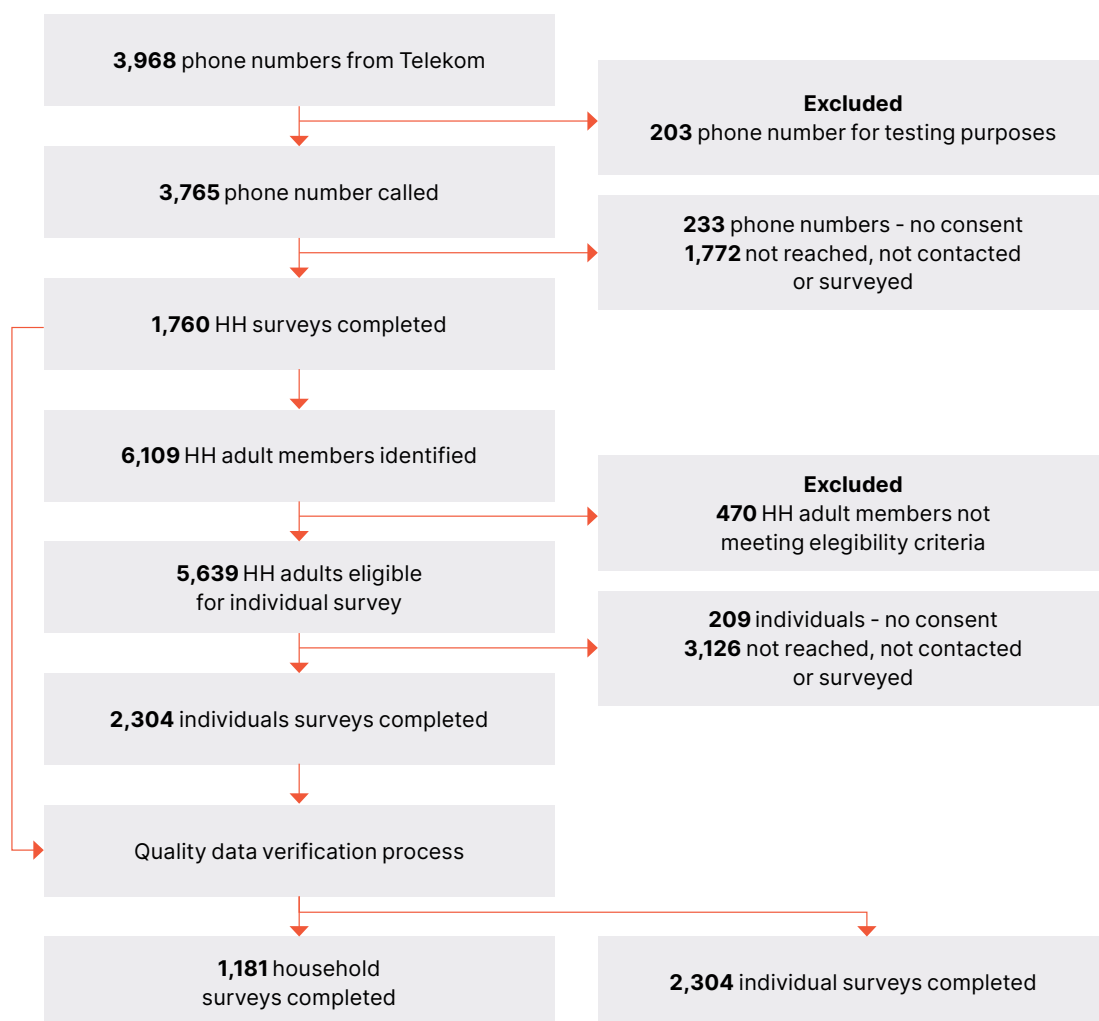 3,968 phone numbers from Telekom
Excluded
203 phone number for testing purposes
3,765 phone number called
233 phone numbers - no consent
1,772 not reached, not contacted
or surveyed
1,760 HH surveys completed
6,109 HH adult members identified
Excluded
470 HH adult members not
meeting elegibility criteria
5,639 HH adults eligible
for individual survey
209 individuals - no consent
3,126 not reached, not contacted
or surveyed
2,304 individuals surveys completed
Quality data verification process
1,181 household
surveys completed
2,304 individual surveys completed